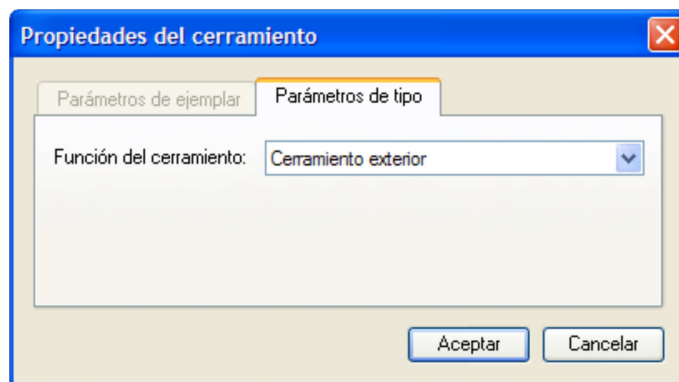 Propiedades del cerramiento
Parámetros de ejemplar
Parámetros de tipo
Función del cerramiento:
Cerramiento exterior
Aceptar
Cancelar